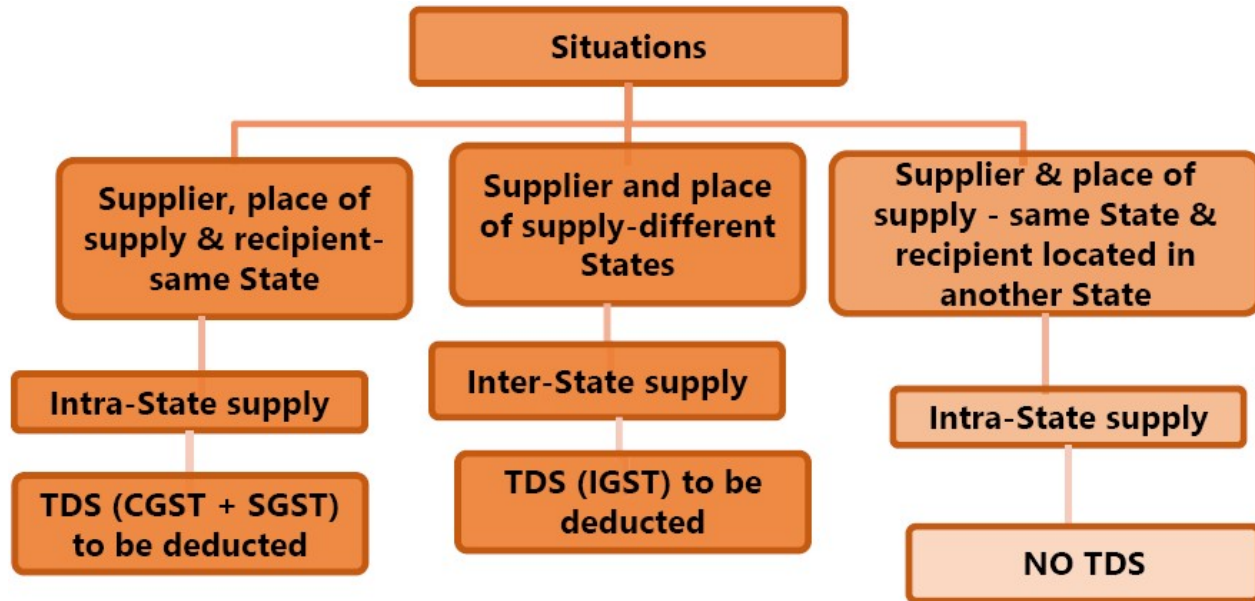 Situations
Supplier, place of
supply & recipient-
same State
Supplier and place
of supply-different
States
Supplier & place of
supply - same State &
recipient located in
another State
Intra-State supply
Inter-State supply
Intra-State supply
TDS (CGST + SGST)
to be deducted
TDS (IGST) to be
deducted
NO TDS